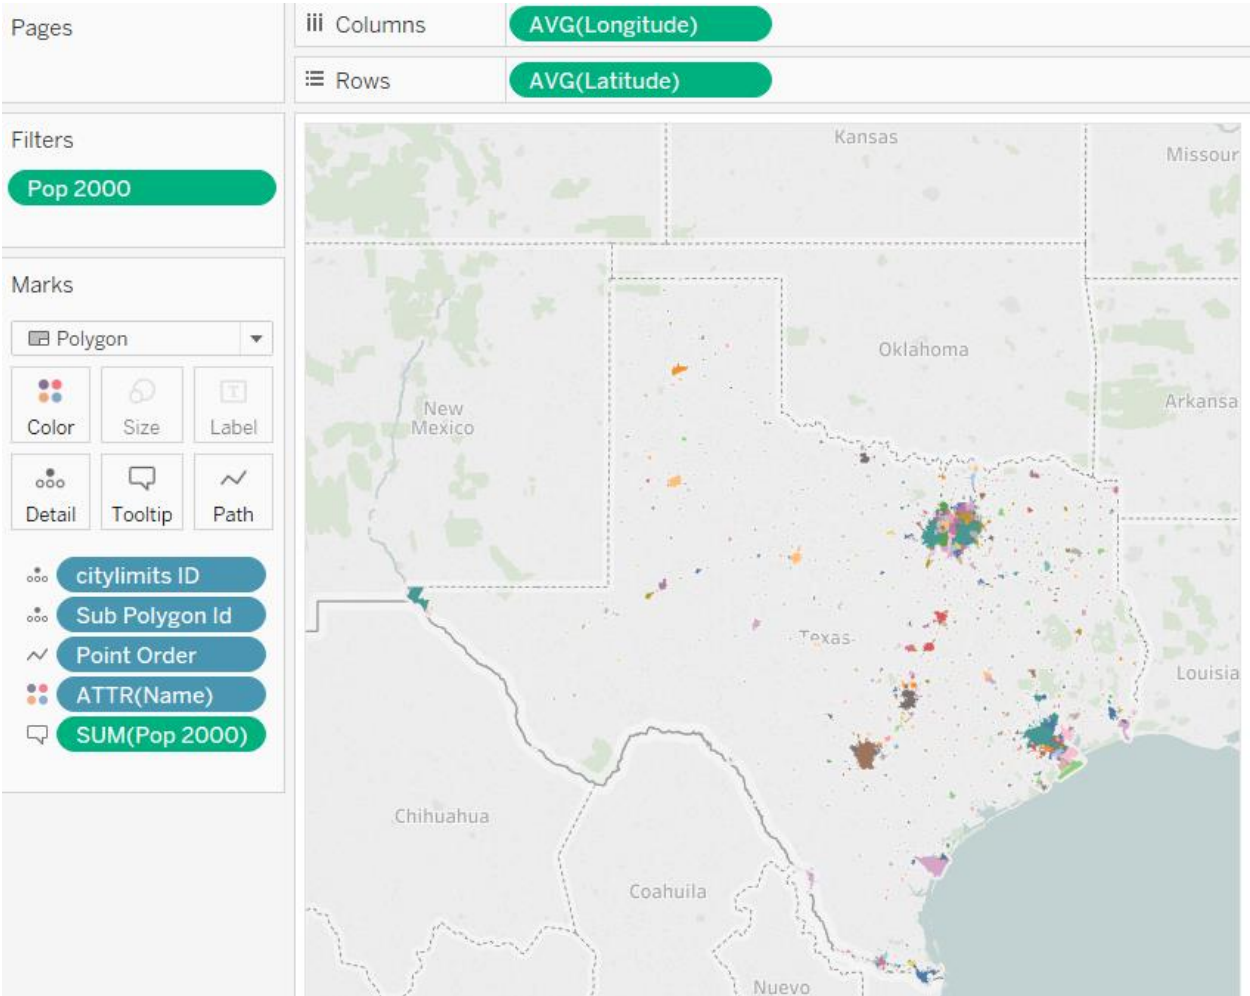 Pages
Columns
AVG(Longitude)
Rows
AVG(Latitude)
Filters
Pop 2000
Marks
Polygon
Color
Size
Label
Detail
Tooltip
Path
citylimits ID
Sub Polygon Id
Point Order
ATTR(Name)
SUM(Pop 2000)
Kansas
Missour
Oklahoma
New
Mexico
Arkansa
Texas
Louisia
Chihuahua
Coahuila
Nuevo